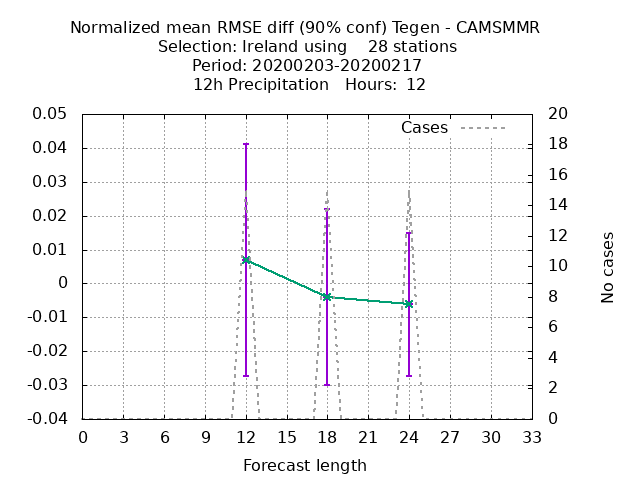 Normalized mean RMSE diff (90% conf) Tegen - CAMSMMR
Selection: Ireland using    28 stations
Period: 20200203-20200217
12h Precipitation   Hours:  12
Cases
0.05
0.04
0.03
0.02
0.01
0
-0.01
-0.02
-0.03
-0.04
20
18
16
14
12
10
8
6
4
2
0
No cases
0 3 6 9 12 15 18 21 24 27 30 33
Forecast length